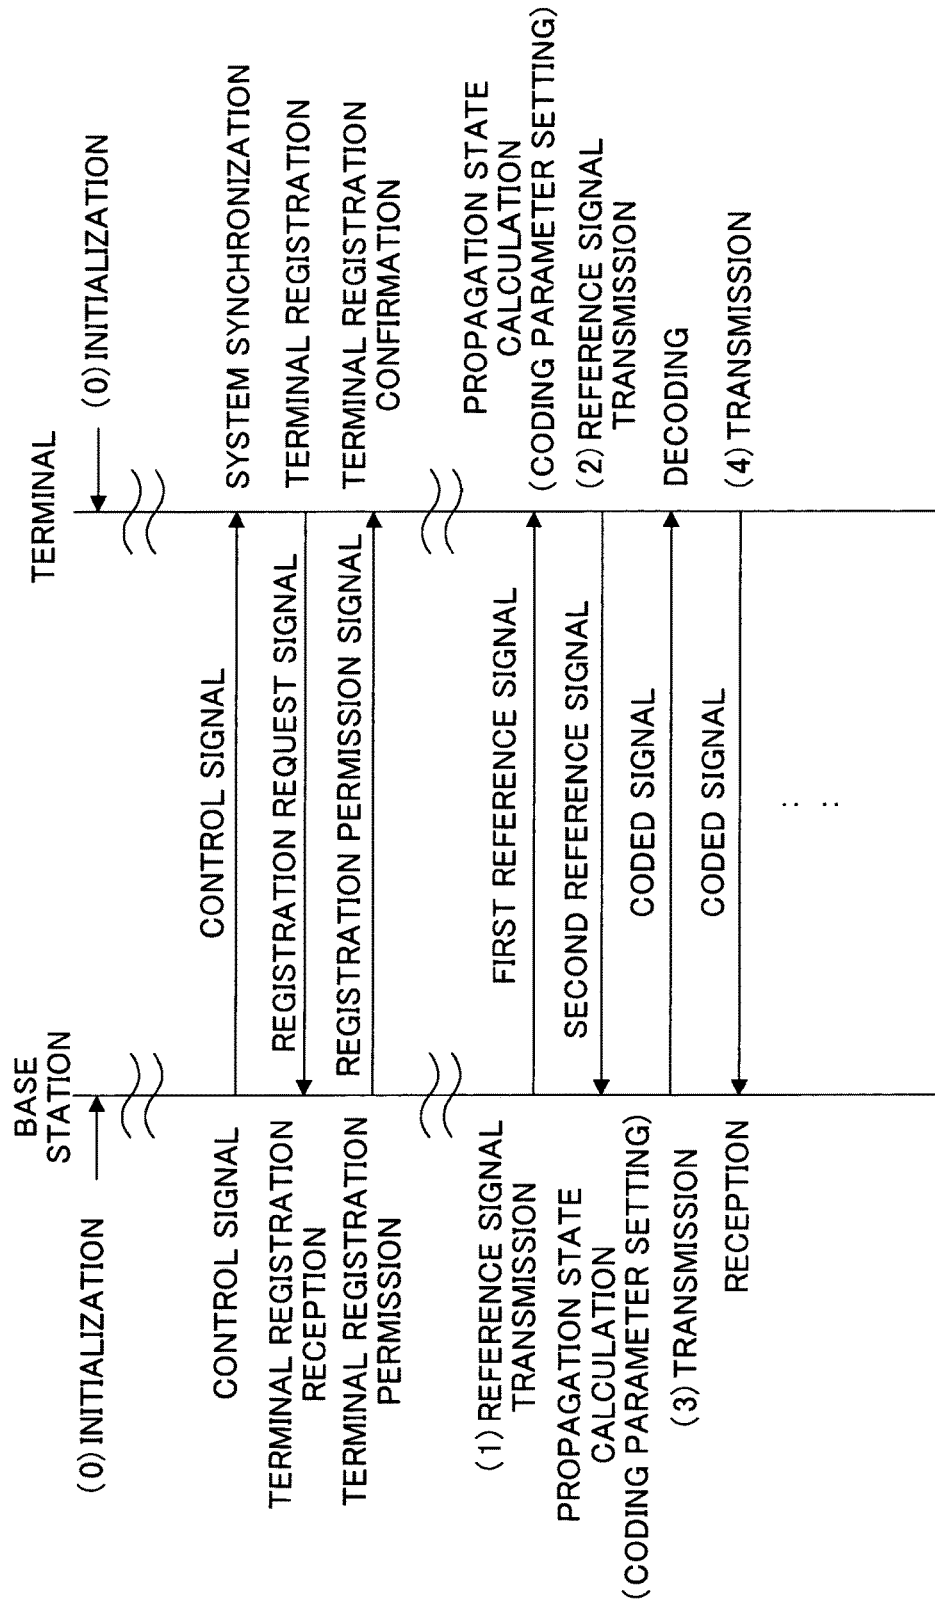 BASE
STATION
TERMINAL
(0) INITIALIZATION
(0) INITIALIZATION
CONTROL SIGNAL
CONTROL SIGNAL
SYSTEM SYNCHRONIZATION
TERMINAL REGISTRATION
RECEPTION
REGISTRATION REQUEST SIGNAL
TERMINAL REGISTRATION
TERMINAL REGISTRATION
PERMISSION
REGISTRATION PERMISSION SIGNAL
TERMINAL REGISTRATION
CONFIRMATION
(1) REFERENCE SIGNAL
TRANSMISSION
FIRST REFERENCE SIGNAL
PROPAGATION STATE
CALCULATION
(CODING PARAMETER SETTING)
PROPAGATION STATE
CALCULATION
(CODING PARAMETER SETTING)
SECOND REFERENCE SIGNAL
(2) REFERENCE SIGNAL
TRANSMISSION
(3) TRANSMISSION
CODED SIGNAL
DECODING
RECEPTION
CODED SIGNAL
(4) TRANSMISSION